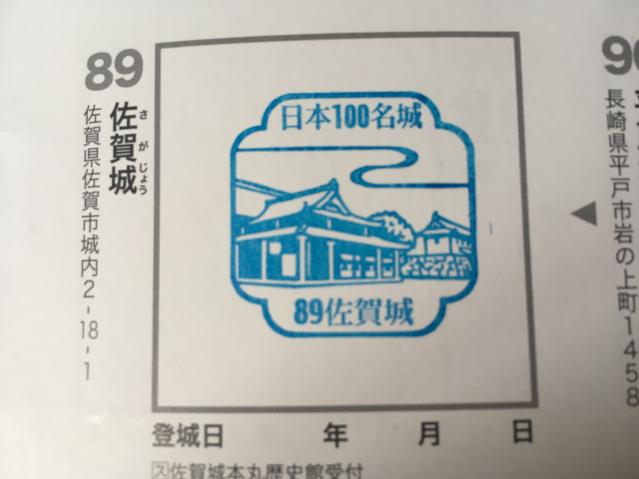 89
佐賀城
さがじょう
佐賀県佐賀市城内2-18-1
日本100名城
89佐賀城
登城日 年 月 日
ス佐賀城本丸歴史館受付
長崎県平戸市岩の上町1458